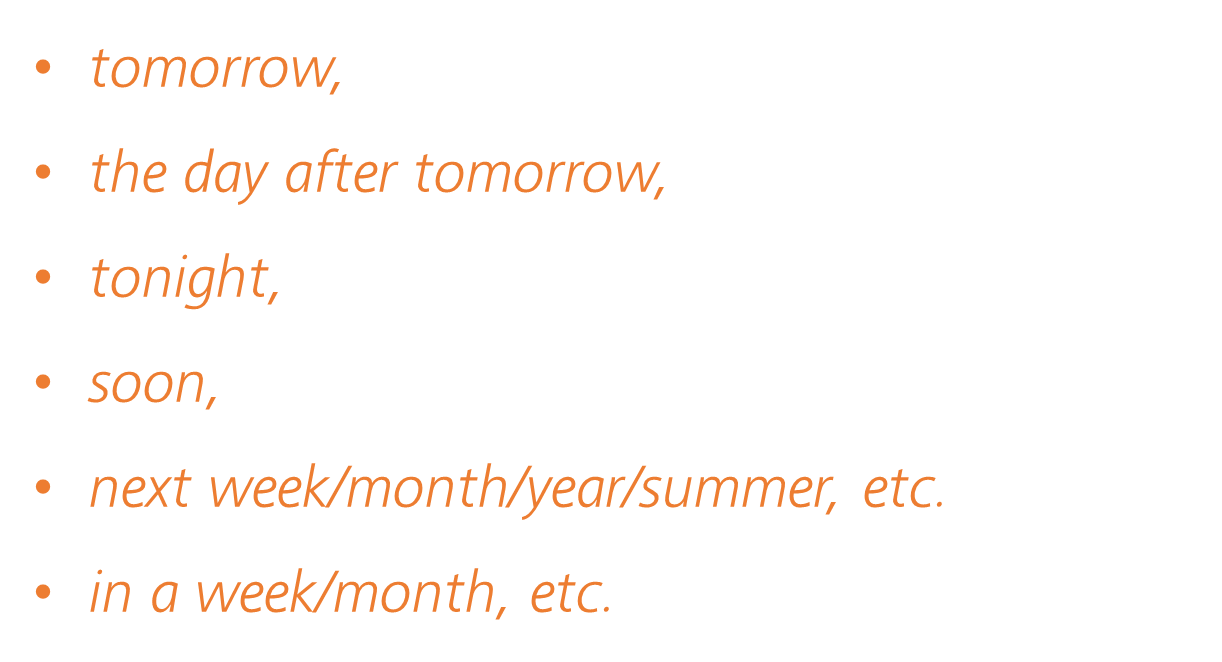 • tomorrow,
• the day after tomorrow,
• tonight,
• soon,
• next week/month/year/summer, etc.
• in a week/month, etc.